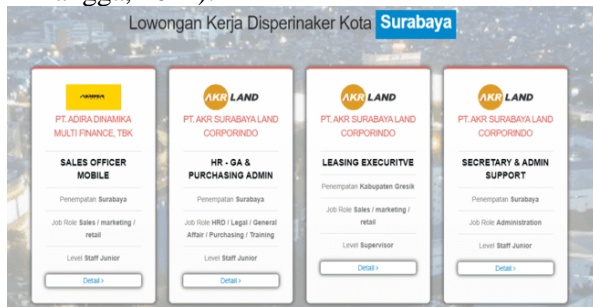 Lowongan Kerja Disperinaker Kota Surabaya
PT. ADIRA DINAMIKA
MULTI FINANCE, TBK
SALES OFFICER
MOBILE
Penempatan Surabaya
Job Role Sales / marketing /
retail
Level Staff Junior
Detail >
AKR LAND
PT. AKR SURABAYA LAND
CORPORINDO
HR - GA &
PURCHASING ADMIN
Penempatan Surabaya
Job Role HRD / Legal / General
Affair / Purchasing / Training
Level Staff Junior
Detail >
AKR LAND
PT. AKR SURABAYA LAND
CORPORINDO
LEASING EXECURITVE
Penempatan Kabupaten Gresik
Job Role Sales / marketing /
retail
Level Supervisor
Detail >
AKR LAND
PT. AKR SURABAYA LAND
CORPORINDO
SECRETARY & ADMIN
SUPPORT
Penempatan Surabaya
Job Role Administration
Level Staff Junior
Detail >